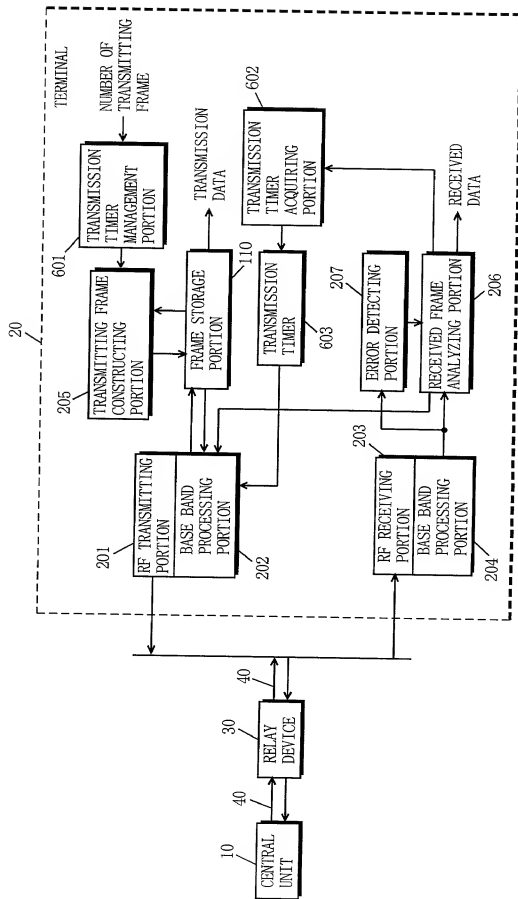 20
TERMINAL
601
TRANSMISSION
TIMER
MANAGEMENT
PORTION
NUMBER OF
TRANSMITTING
FRAME
205
TRANSMITTING FRAME
CONSTRUCTING
PORTION
201
RF TRANSMITTING
PORTION
BASE BAND
PROCESSING
PORTION
202
FRAME STORAGE
PORTION
110
TRANSMISSION
DATA
TRANSMISSION
TIMER
603
602
TRANSMISSION
TIMER
ACQUIRING
PORTION
207
ERROR DETECTING
PORTION
203
RF RECEIVING
PORTION
BASE BAND
PROCESSING
PORTION
204
RECEIVED FRAME
ANALYZING PORTION
206
RECEIVED
DATA
10
CENTRAL
UNIT
40
30
RELAY
DEVICE
40